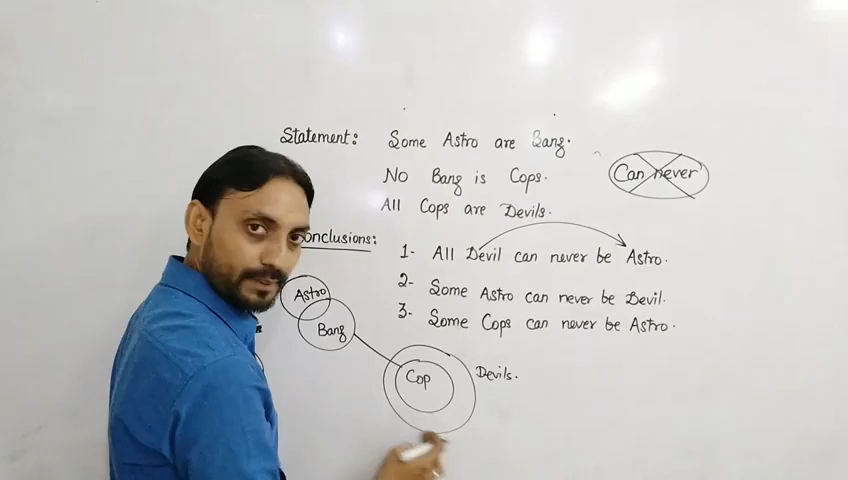 Statement: Some Astro are Bang.
No Bang is Cops.
All Cops are Devils.
Can never
onclusions:
1- All Devil can never be Astro.
2- Some Astro can never be Devil.
3- Some Cops can never be Astro.
Astro
Bang
Cop
Devils.